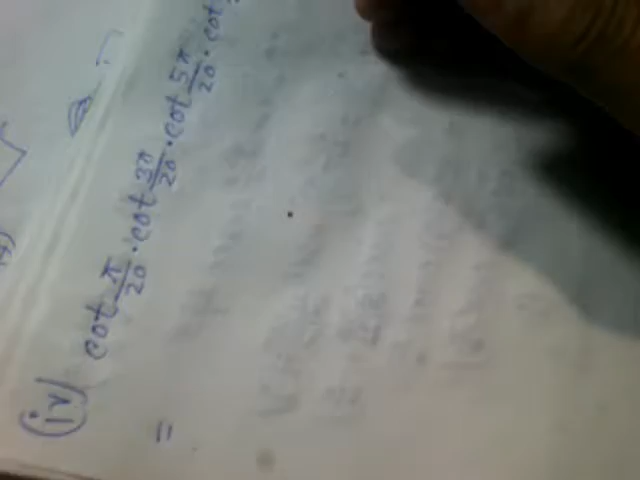 (iv) cot π/20 · cot 3π/20 · cot 5π/20 · cot
=